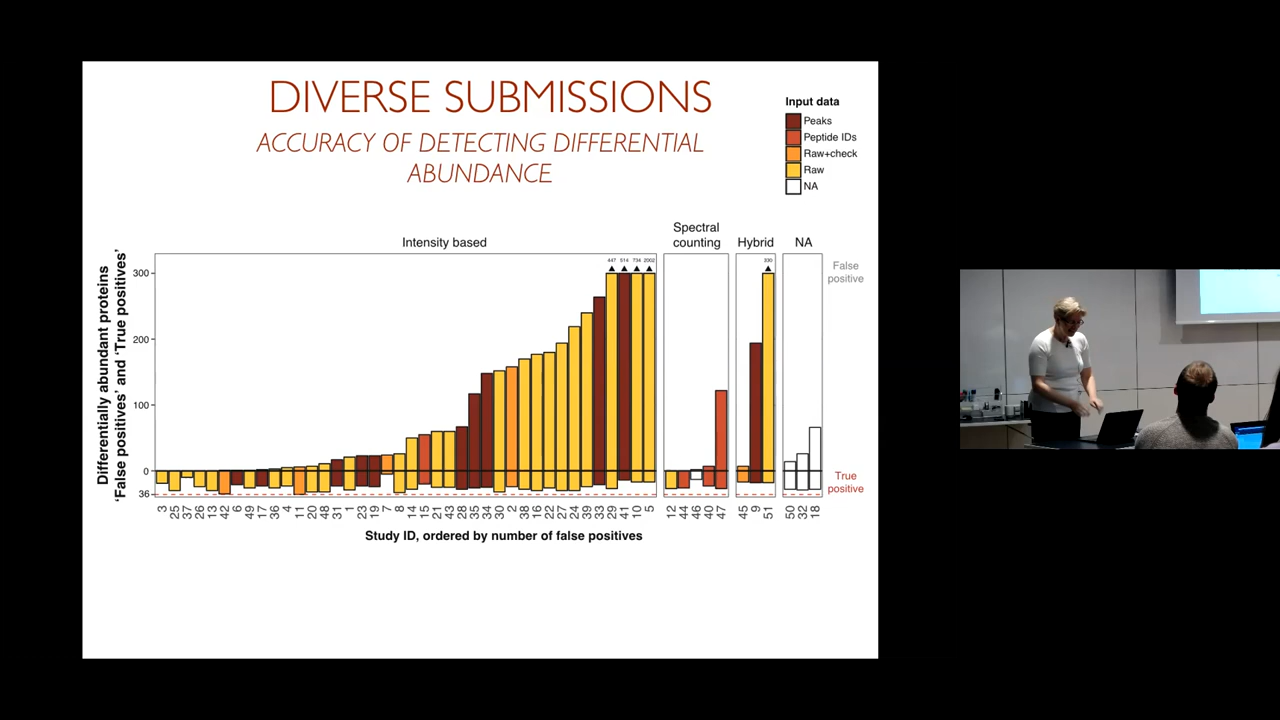 DIVERSE SUBMISSIONS
ACCURACY OF DETECTING DIFFERENTIAL
ABUNDANCE
Input data
Peaks
Peptide IDs
Raw+check
Raw
NA
Differentially abundant proteins
'False positives' and 'True positives'
Intensity based
Spectral
counting
Hybrid
NA
447 514 734 2002
330
300
200
100
0
36
False
positive
True
positive
3 25 37 26 13 42 6 49 17 36 4 11 20 48 31 1 23 19 7 8 14 15 21 43 28 35 34 30 2 38 16 22 27 24 39 33 29 41 10 5
12 44 46 40 47
45 9 51
50 32 18
Study ID, ordered by number of false positives